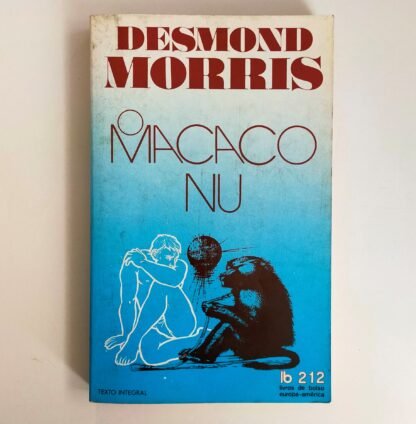 DESMOND
MORRIS
O
MACACO
NU
TEXTO INTEGRAL
lb 212
livros de bolso
europa-américa